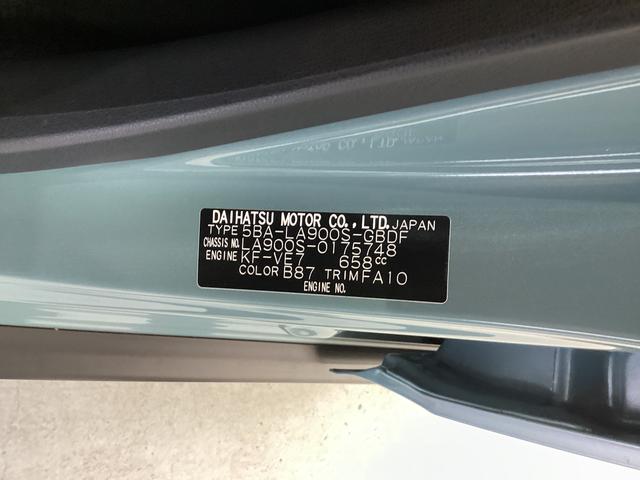 DAIHATSU MOTOR CO., LTD. JAPAN
TYPE 5BA-LA900S-GBDF
CHASSIS NO. LA900S-0175748
ENGINE KF-VE7 658cc
COLOR B87 TRIM FA10
ENGINE NO.